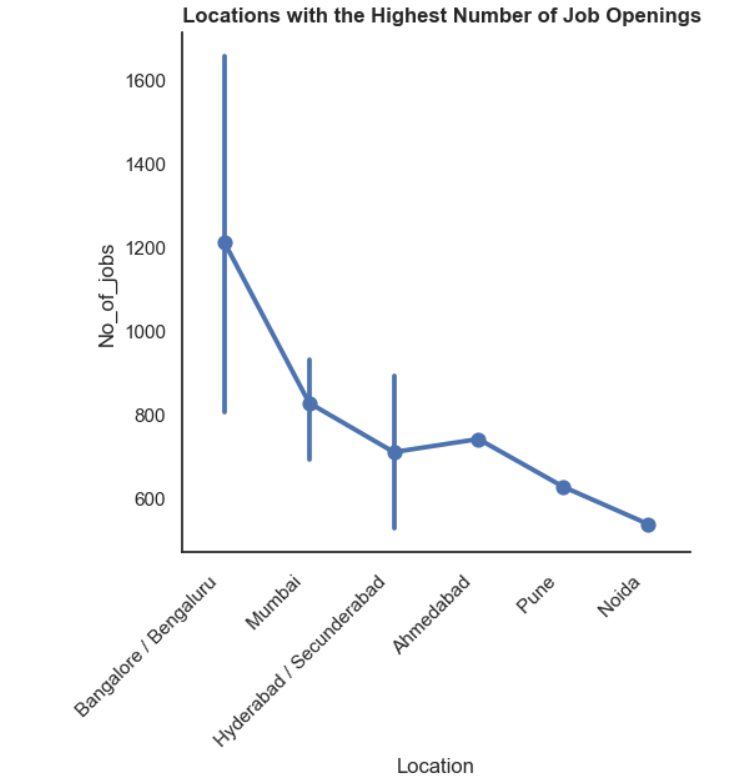 Locations with the Highest Number of Job Openings
No_of_jobs
1600
1400
1200
1000
800
600
Bangalore / Bengaluru
Mumbai
Hyderabad / Secunderabad
Ahmedabad
Pune
Noida
Location